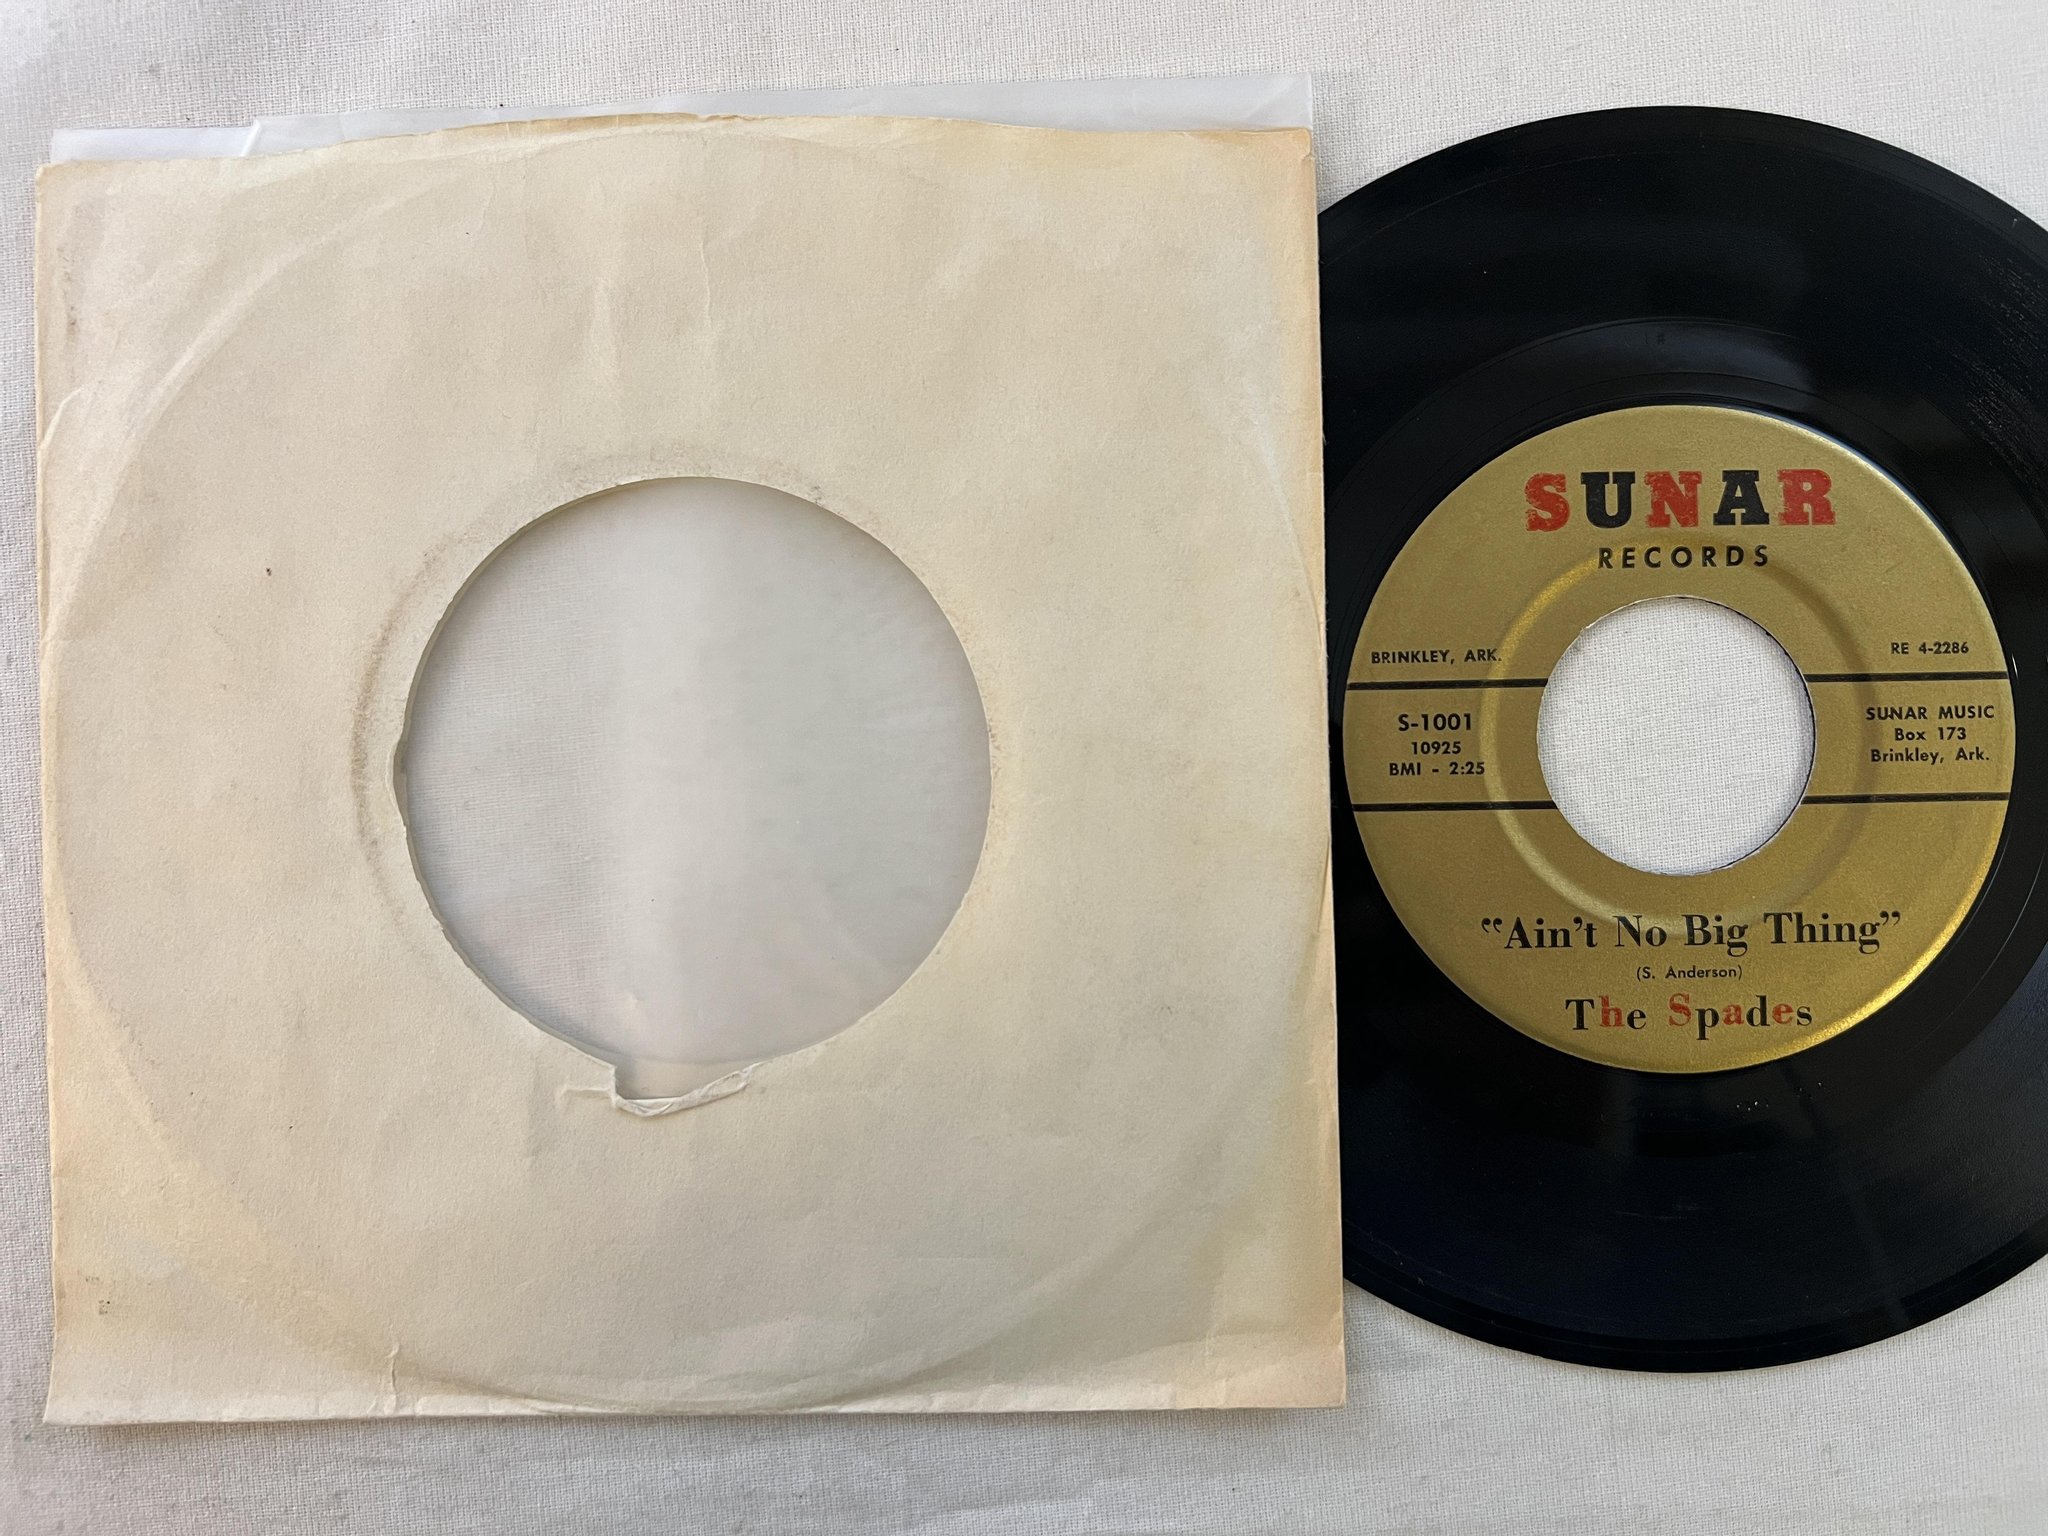 SUNAR
RECORDS
BRINKLEY, ARK.
RE 4-2286
S-1001
10925
BMI - 2:25
SUNAR MUSIC
Box 173
Brinkley, Ark.
“Ain't No Big Thing”
(S. Anderson)
The Spades